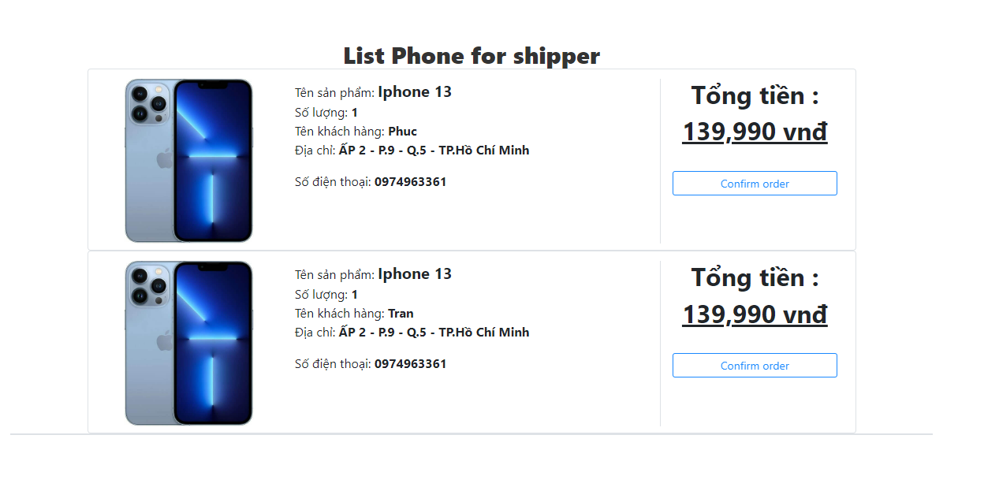 List Phone for shipper
Tên sản phẩm: Iphone 13
Số lượng: 1
Tên khách hàng: Phuc
Địa chỉ: ẤP 2 - P.9 - Q.5 - TP.Hồ Chí Minh
Số điện thoại: 0974963361
Tổng tiền :
139,990 vnđ
Confirm order
Tên sản phẩm: Iphone 13
Số lượng: 1
Tên khách hàng: Tran
Địa chỉ: ẤP 2 - P.9 - Q.5 - TP.Hồ Chí Minh
Số điện thoại: 0974963361
Tổng tiền :
139,990 vnđ
Confirm order